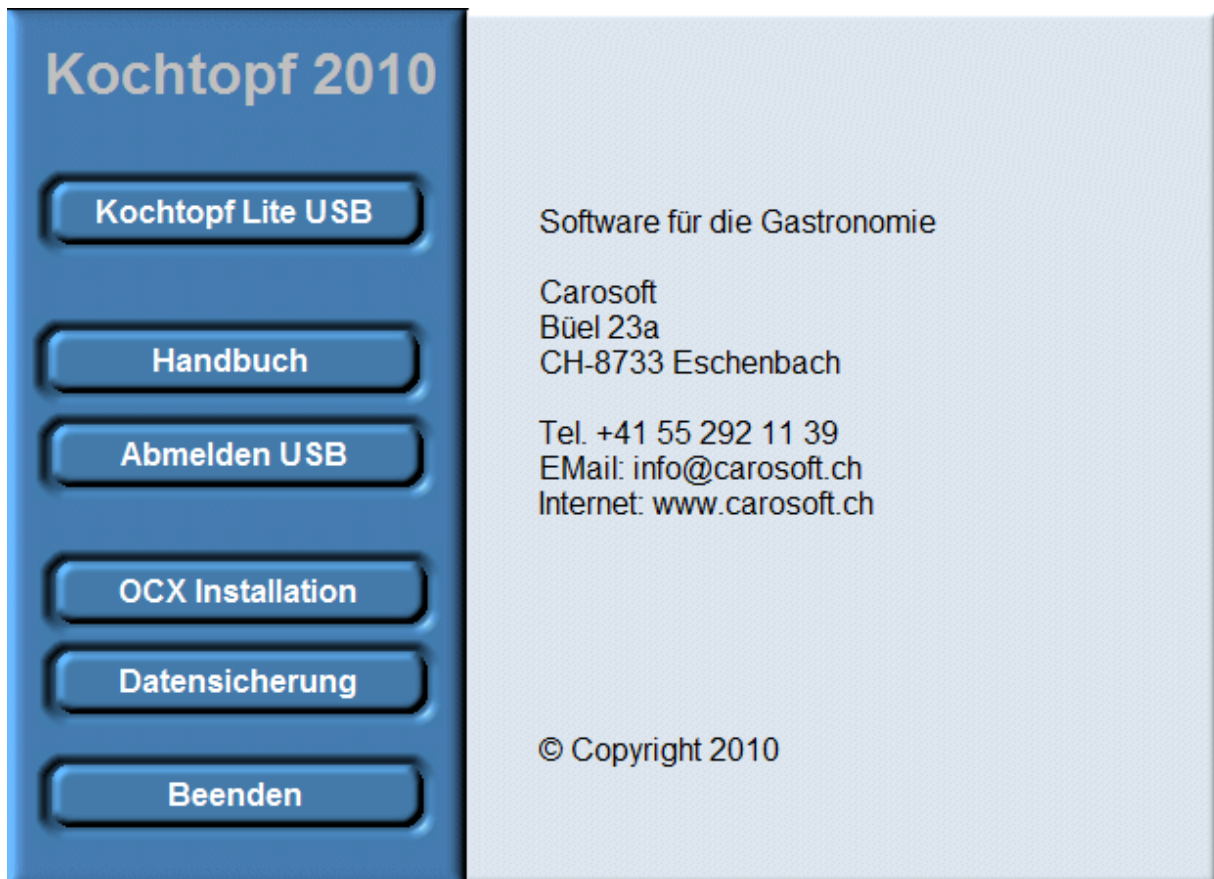 Kochtopf 2010
Kochtopf Lite USB
Handbuch
Abmelden USB
OCX Installation
Datensicherung
Beenden
Software für die Gastronomie
Carosoft
Büel 23a
CH-8733 Eschenbach
Tel. +41 55 292 11 39
EMail: info@carosoft.ch
Internet: www.carosoft.ch
© Copyright 2010